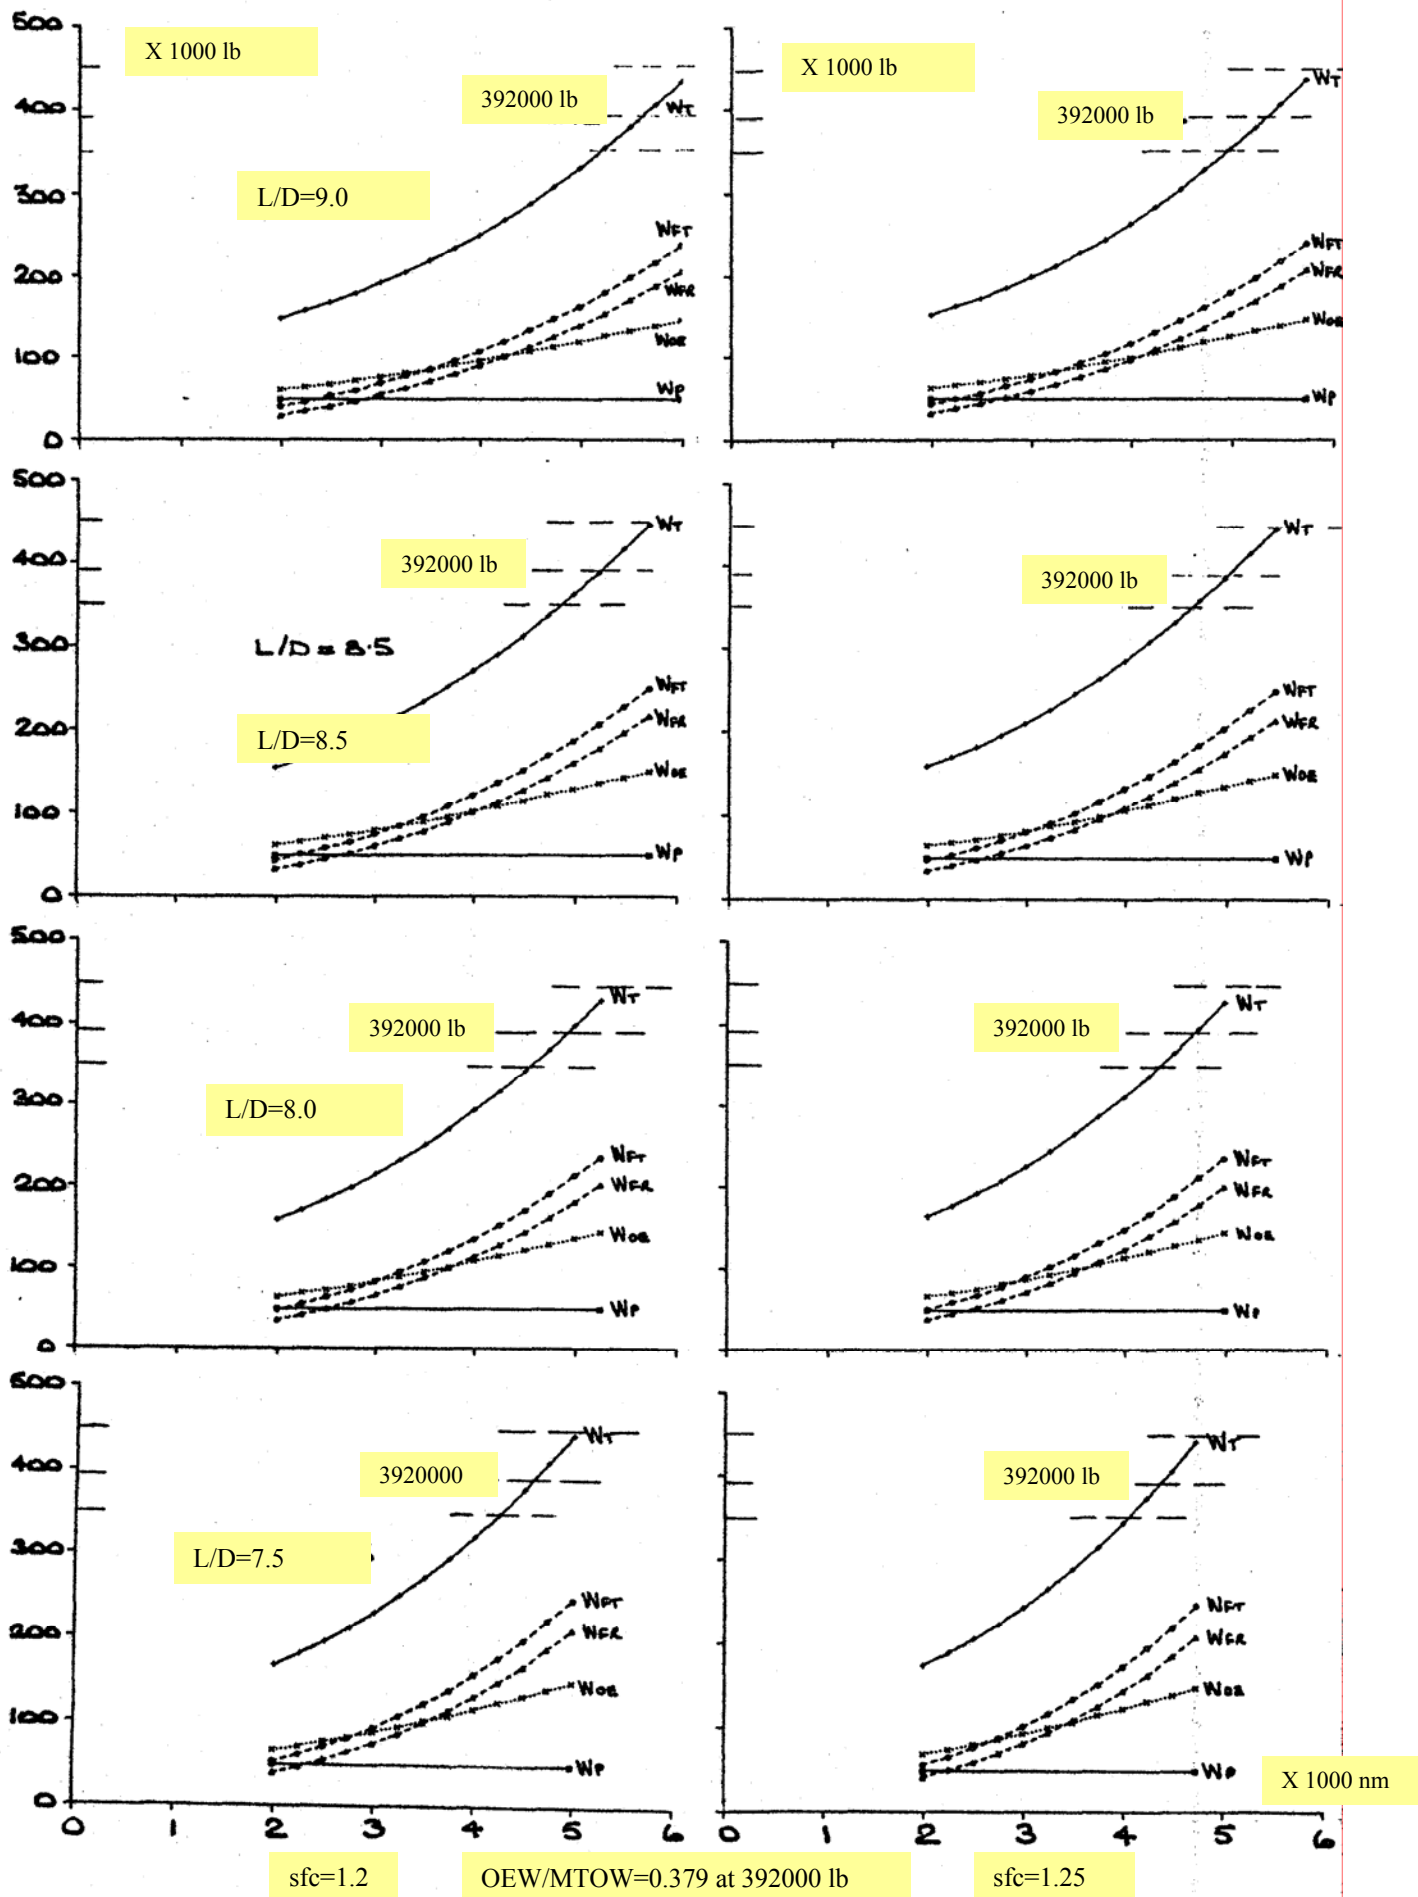 500
X 1000 lb
X 1000 lb
392000 lb
392000 lb
400
WT
WT
L/D=9.0
300
WFT
WFT
200
WFR
WFR
WOE
WOE
100
WP
WP
0
500
WT
WT
400
392000 lb
392000 lb
L/D = 8.5
300
WFT
WFT
200
L/D=8.5
WFR
WFR
WOE
WOE
100
WP
WP
0
500
WT
WT
400
392000 lb
392000 lb
300
L/D=8.0
WFT
WFT
200
WFR
WFR
WOE
WOE
100
WP
WP
0
500
WT
WT
400
3920000
392000 lb
300
L/D=7.5
WFT
WFT
200
WFR
WFR
WOE
WOE
100
WP
WP
X 1000 nm
0
0 1 2 3 4 5 6
0 1 2 3 4 5 6
sfc=1.2
OEW/MTOW=0.379 at 392000 lb
sfc=1.25